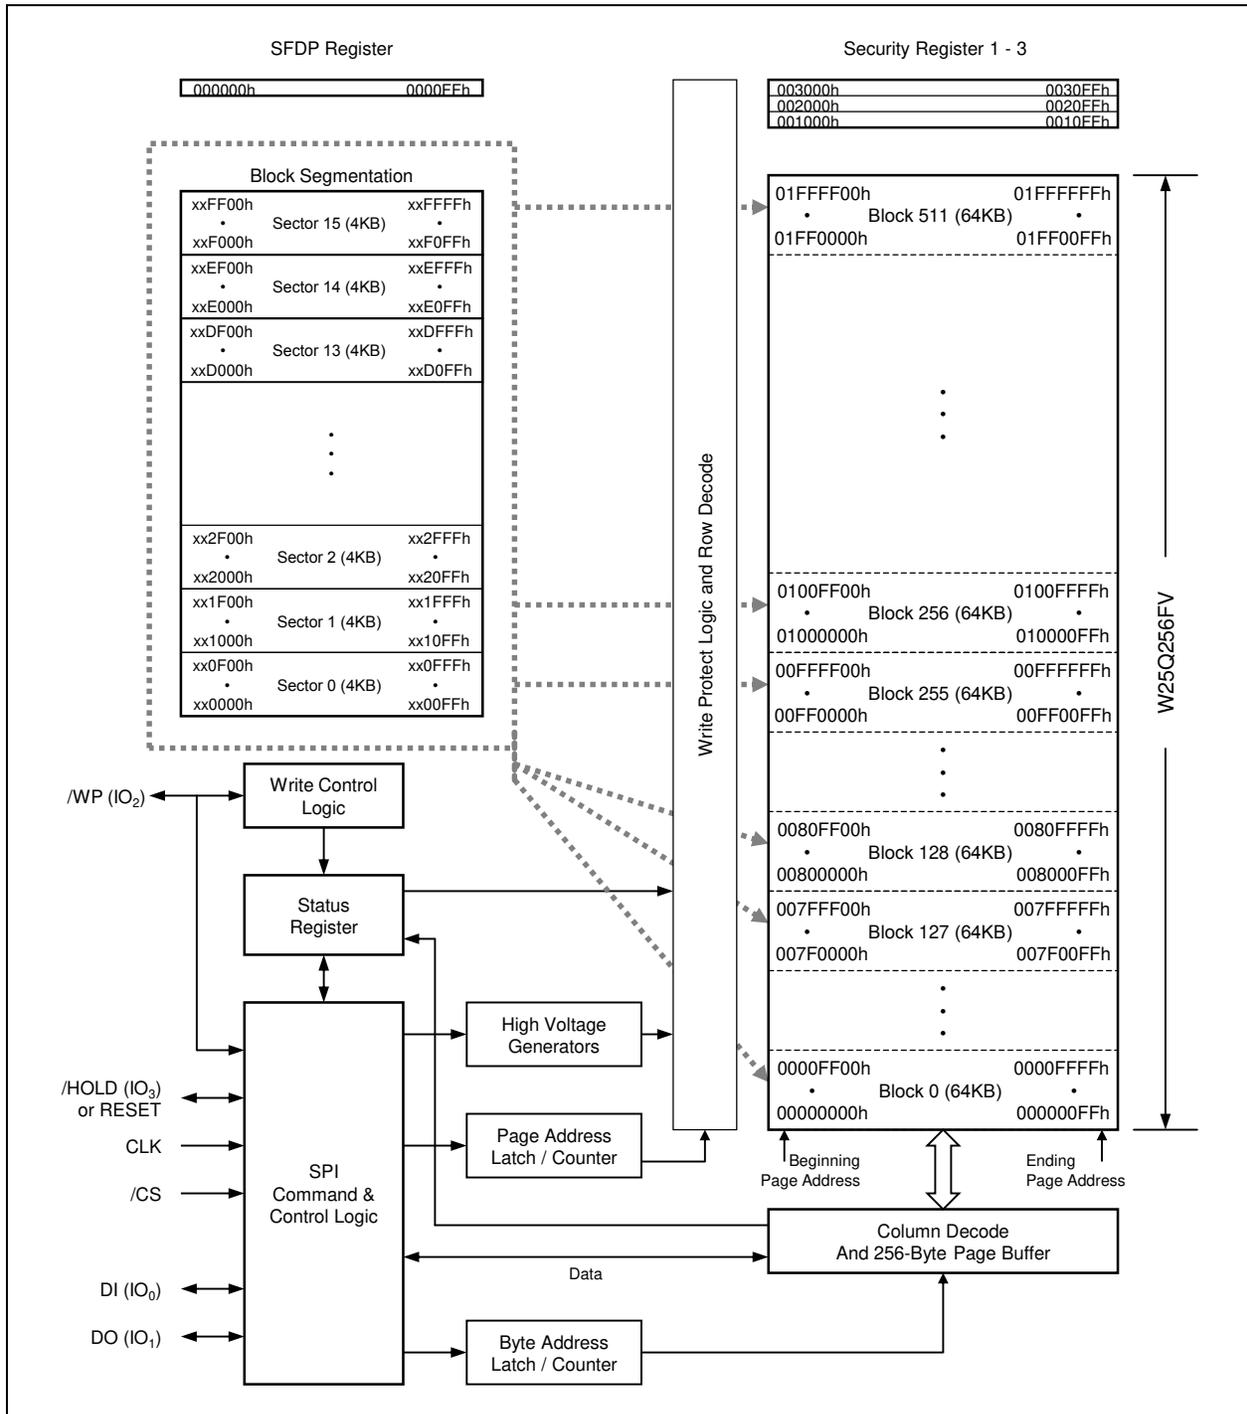 SFDP Register
000000h 0000FFh
Security Register 1 - 3
003000h 0030FFh
002000h 0020FFh
001000h 0010FFh
Block Segmentation
xxFF00h xxFFFFh
• Sector 15 (4KB) •
xxF000h xxF0FFh
xxEF00h xxEFFFh
• Sector 14 (4KB) •
xxE000h xxE0FFh
xxDF00h xxDFFFh
• Sector 13 (4KB) •
xxD000h xxD0FFh
xx2F00h xx2FFFh
• Sector 2 (4KB) •
xx2000h xx20FFh
xx1F00h xx1FFFh
• Sector 1 (4KB) •
xx1000h xx10FFh
xx0F00h xx0FFFh
• Sector 0 (4KB) •
xx0000h xx00FFh
Write Protect Logic and Row Decode
01FFFF00h 01FFFFFFh
• Block 511 (64KB) •
01FF0000h 01FF00FFh
0100FF00h 0100FFFFh
• Block 256 (64KB) •
01000000h 010000FFh
00FFFF00h 00FFFFFFh
• Block 255 (64KB) •
00FF0000h 00FF00FFh
0080FF00h 0080FFFFh
• Block 128 (64KB) •
00800000h 008000FFh
007FFF00h 007FFFFFh
• Block 127 (64KB) •
007F0000h 007F00FFh
0000FF00h 0000FFFFh
• Block 0 (64KB) •
00000000h 000000FFh
W25Q256FV
Beginning
Page Address
Ending
Page Address
/WP (IO2)
Write Control
Logic
Status
Register
High Voltage
Generators
/HOLD (IO3)
or RESET
CLK
/CS
SPI
Command &
Control Logic
Page Address
Latch / Counter
Column Decode
And 256-Byte Page Buffer
Data
DI (IO0)
DO (IO1)
Byte Address
Latch / Counter